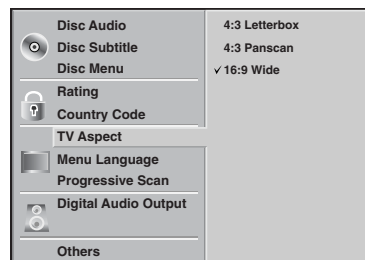 Disc Audio
Disc Subtitle
Disc Menu
Rating
Country Code
TV Aspect
Menu Language
Progressive Scan
Digital Audio Output
Others
4:3 Letterbox
4:3 Panscan
✓ 16:9 Wide